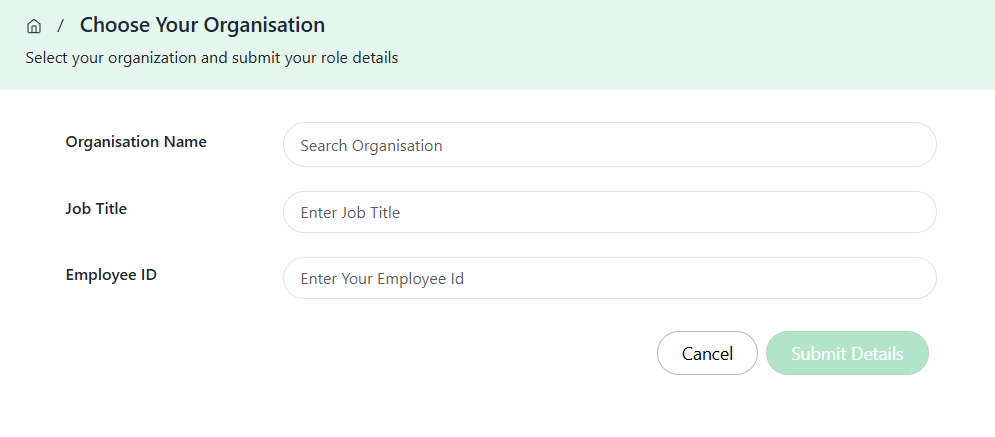 / Choose Your Organisation
Select your organization and submit your role details
Organisation Name
Search Organisation
Job Title
Enter Job Title
Employee ID
Enter Your Employee Id
Cancel Submit Details